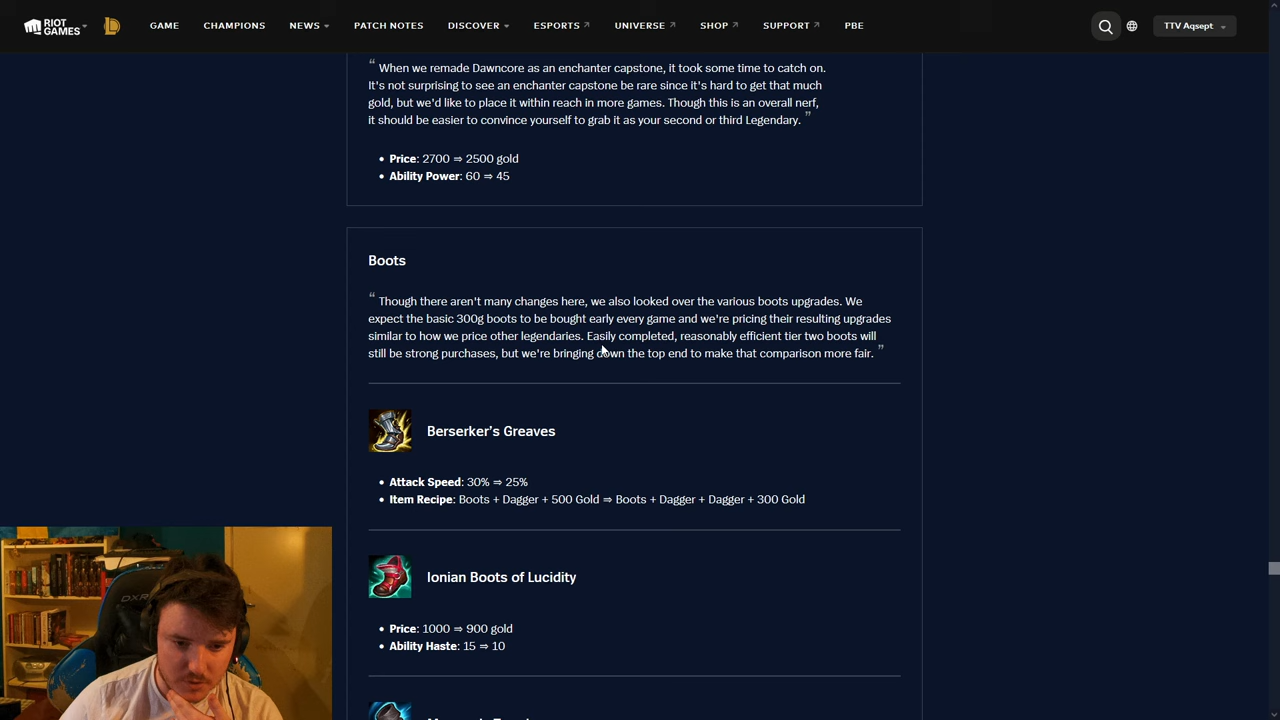 RIOT GAMES
GAME
CHAMPIONS
NEWS
PATCH NOTES
DISCOVER
ESPORTS
UNIVERSE
SHOP
SUPPORT
PBE
TTV Aqsept
“ When we remade Dawncore as an enchanter capstone, it took some time to catch on.
It's not surprising to see an enchanter capstone be rare since it's hard to get that much
gold, but we'd like to place it within reach in more games. Though this is an overall nerf,
it should be easier to convince yourself to grab it as your second or third Legendary. ”
• Price: 2700 ⇒ 2500 gold
• Ability Power: 60 ⇒ 45
Boots
“ Though there aren't many changes here, we also looked over the various boots upgrades. We
expect the basic 300g boots to be bought early every game and we're pricing their resulting upgrades
similar to how we price other legendaries. Easily completed, reasonably efficient tier two boots will
still be strong purchases, but we're bringing down the top end to make that comparison more fair. ”
Berserker's Greaves
• Attack Speed: 30% ⇒ 25%
• Item Recipe: Boots + Dagger + 500 Gold ⇒ Boots + Dagger + Dagger + 300 Gold
Ionian Boots of Lucidity
• Price: 1000 ⇒ 900 gold
• Ability Haste: 15 ⇒ 10